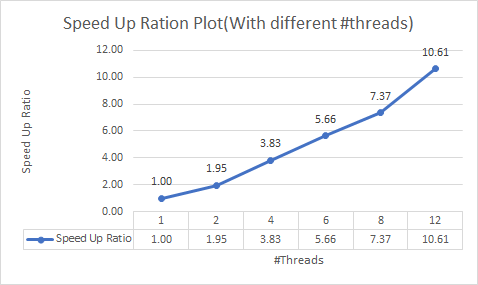 Speed Up Ration Plot(With different #threads)
12.00
10.00
8.00
6.00
4.00
2.00
0.00
Speed Up Ratio
1.00
1.95
3.83
5.66
7.37
10.61
1 2 4 6 8 12
Speed Up Ratio 1.00 1.95 3.83 5.66 7.37 10.61
#Threads